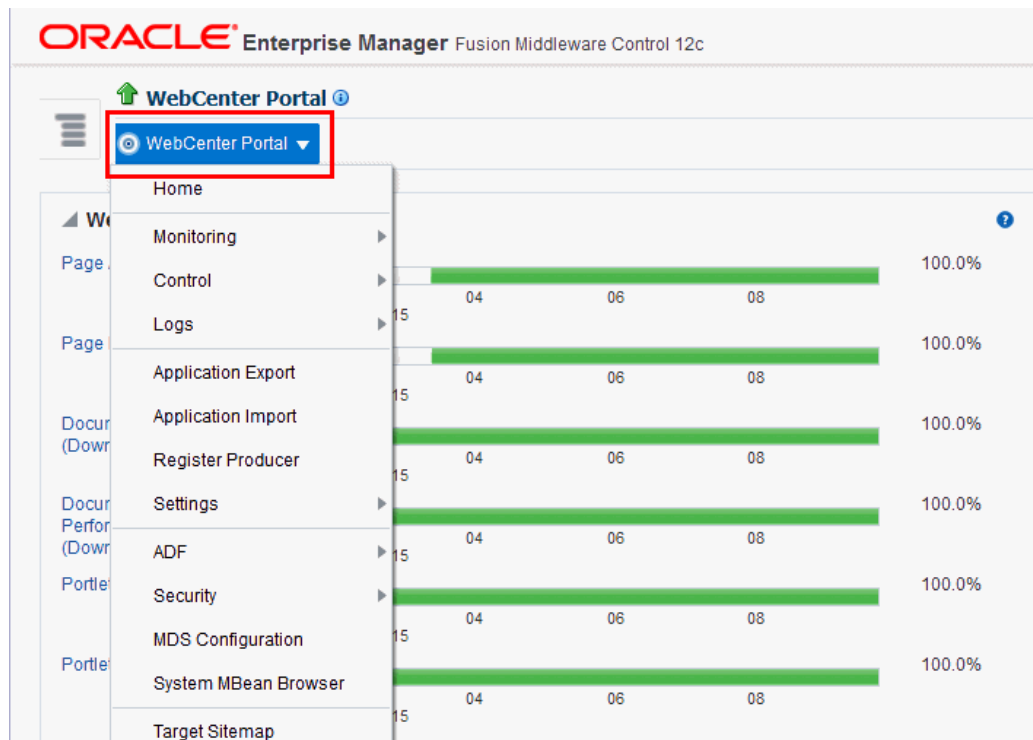 ORACLE Enterprise Manager Fusion Middleware Control 12c
WebCenter Portal
WebCenter Portal
Home
Monitoring
Control
Logs
Application Export
Application Import
Register Producer
Settings
ADF
Security
MDS Configuration
System MBean Browser
Target Sitemap
Page
100.0%
04 06 08
15
Page
100.0%
04 06 08
15
100.0%
04 06 08
15
100.0%
04 06 08
15
100.0%
04 06 08
15
100.0%
04 06 08
15